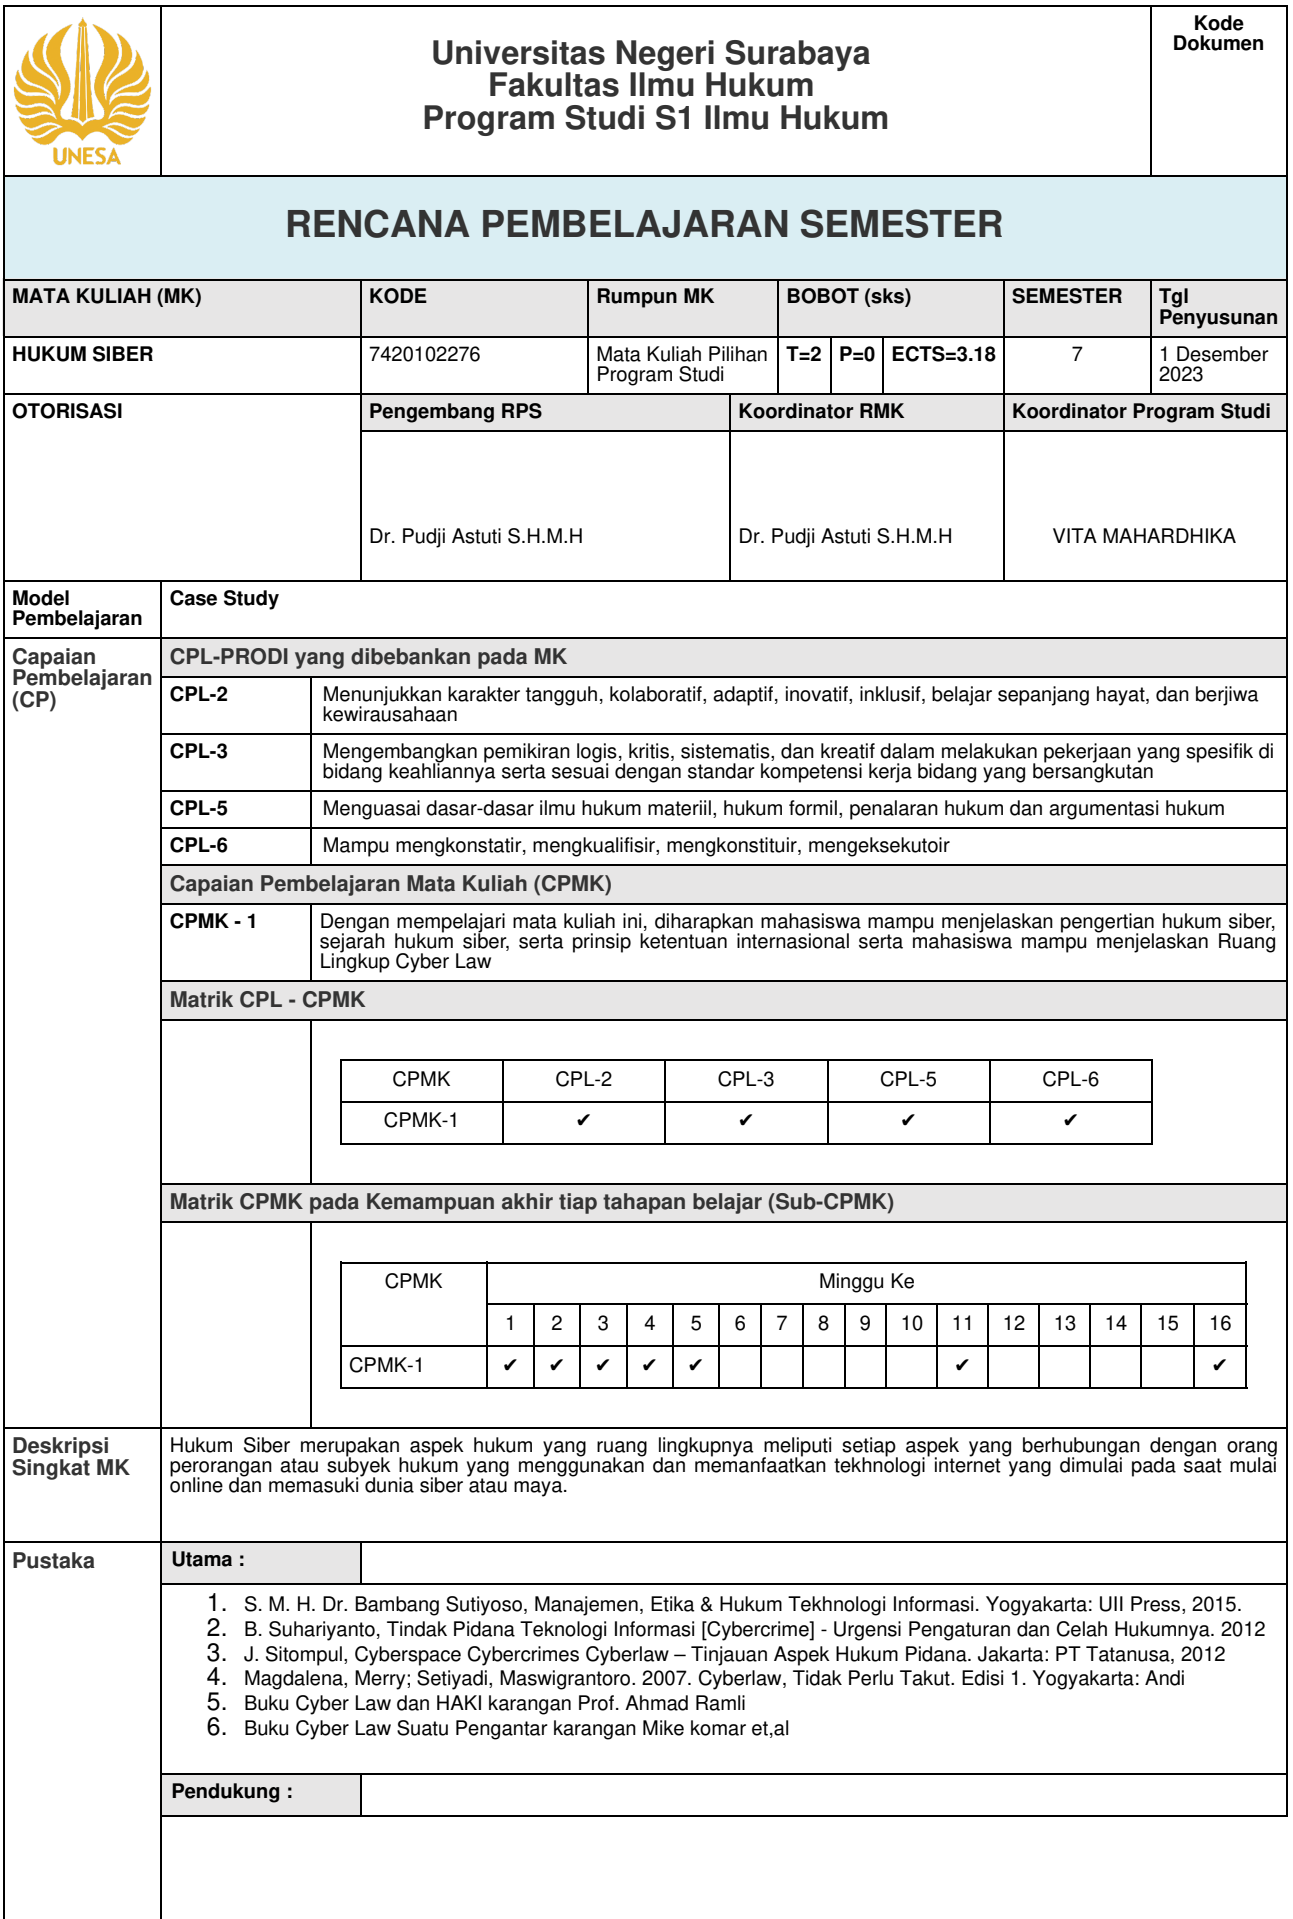 UNESA
Universitas Negeri Surabaya
Fakultas Ilmu Hukum
Program Studi S1 Ilmu Hukum
Kode
Dokumen
RENCANA PEMBELAJARAN SEMESTER
MATA KULIAH (MK) KODE Rumpun MK BOBOT (sks) SEMESTER Tgl
Penyusunan
HUKUM SIBER 7420102276 Mata Kuliah Pilihan
Program Studi T=2 P=0 ECTS=3.18 7 1 Desember
2023
OTORISASI Pengembang RPS Koordinator RMK Koordinator Program Studi
Dr. Pudji Astuti S.H.M.H Dr. Pudji Astuti S.H.M.H VITA MAHARDHIKA
Model
Pembelajaran
Case Study
Capaian
Pembelajaran
(CP)
CPL-PRODI yang dibebankan pada MK
CPL-2 Menunjukkan karakter tangguh, kolaboratif, adaptif, inovatif, inklusif, belajar sepanjang hayat, dan berjiwa
kewirausahaan
CPL-3 Mengembangkan pemikiran logis, kritis, sistematis, dan kreatif dalam melakukan pekerjaan yang spesifik di
bidang keahliannya serta sesuai dengan standar kompetensi kerja bidang yang bersangkutan
CPL-5 Menguasai dasar-dasar ilmu hukum materiil, hukum formil, penalaran hukum dan argumentasi hukum
CPL-6 Mampu mengkonstatir, mengkualifisir, mengkonstituir, mengeksekutoir
Capaian Pembelajaran Mata Kuliah (CPMK)
CPMK - 1 Dengan mempelajari mata kuliah ini, diharapkan mahasiswa mampu menjelaskan pengertian hukum siber,
sejarah hukum siber, serta prinsip ketentuan internasional serta mahasiswa mampu menjelaskan Ruang
Lingkup Cyber Law
Matrik CPL - CPMK
CPMK CPL-2 CPL-3 CPL-5 CPL-6
CPMK-1 ✔ ✔ ✔ ✔
Matrik CPMK pada Kemampuan akhir tiap tahapan belajar (Sub-CPMK)
CPMK Minggu Ke
1 2 3 4 5 6 7 8 9 10 11 12 13 14 15 16
CPMK-1 ✔ ✔ ✔ ✔ ✔ ✔ ✔
Deskripsi
Singkat MK
Hukum Siber merupakan aspek hukum yang ruang lingkupnya meliputi setiap aspek yang berhubungan dengan orang
perorangan atau subyek hukum yang menggunakan dan memanfaatkan tekhnologi internet yang dimulai pada saat mulai
online dan memasuki dunia siber atau maya.
Pustaka
Utama :
1. S. M. H. Dr. Bambang Sutiyoso, Manajemen, Etika & Hukum Tekhnologi Informasi. Yogyakarta: UII Press, 2015.
2. B. Suhariyanto, Tindak Pidana Teknologi Informasi [Cybercrime] - Urgensi Pengaturan dan Celah Hukumnya. 2012
3. J. Sitompul, Cyberspace Cybercrimes Cyberlaw – Tinjauan Aspek Hukum Pidana. Jakarta: PT Tatanusa, 2012
4. Magdalena, Merry; Setiyadi, Maswigrantoro. 2007. Cyberlaw, Tidak Perlu Takut. Edisi 1. Yogyakarta: Andi
5. Buku Cyber Law dan HAKI karangan Prof. Ahmad Ramli
6. Buku Cyber Law Suatu Pengantar karangan Mike komar et,al
Pendukung :